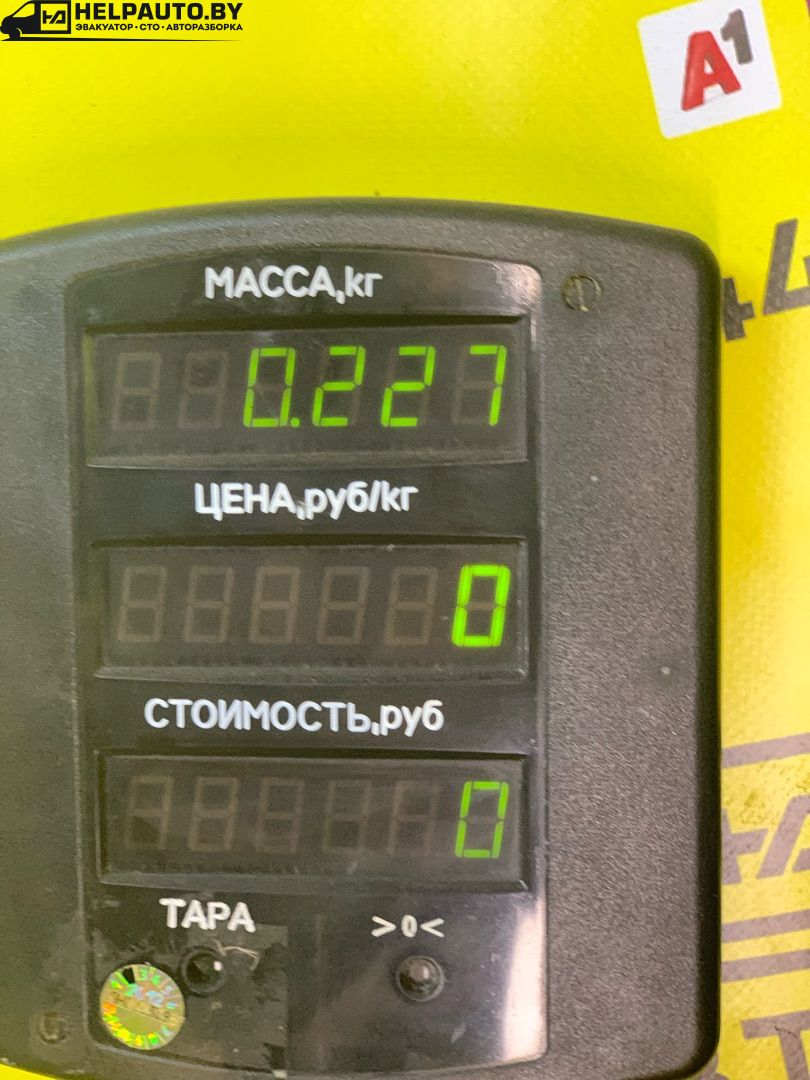 HELPAUTO.BY
ЭВАКУАТОР • СТО • АВТОРАЗБОРКА
A1
МАССА,кг
0.227
ЦЕНА,руб/кг
0
СТОИМОСТЬ,руб
0
ТАРА
>0<